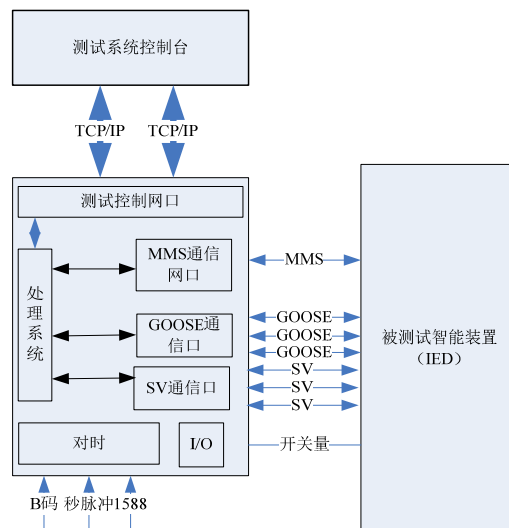 测试系统控制台
TCP/IP
TCP/IP
测试控制网口
MMS通信
网口
处
理
系
统
GOOSE通
信口
SV通信口
对时
I/O
MMS
GOOSE
GOOSE
GOOSE
SV
SV
SV
开关量
被测试智能装置
（IED）
B码 秒脉冲1588